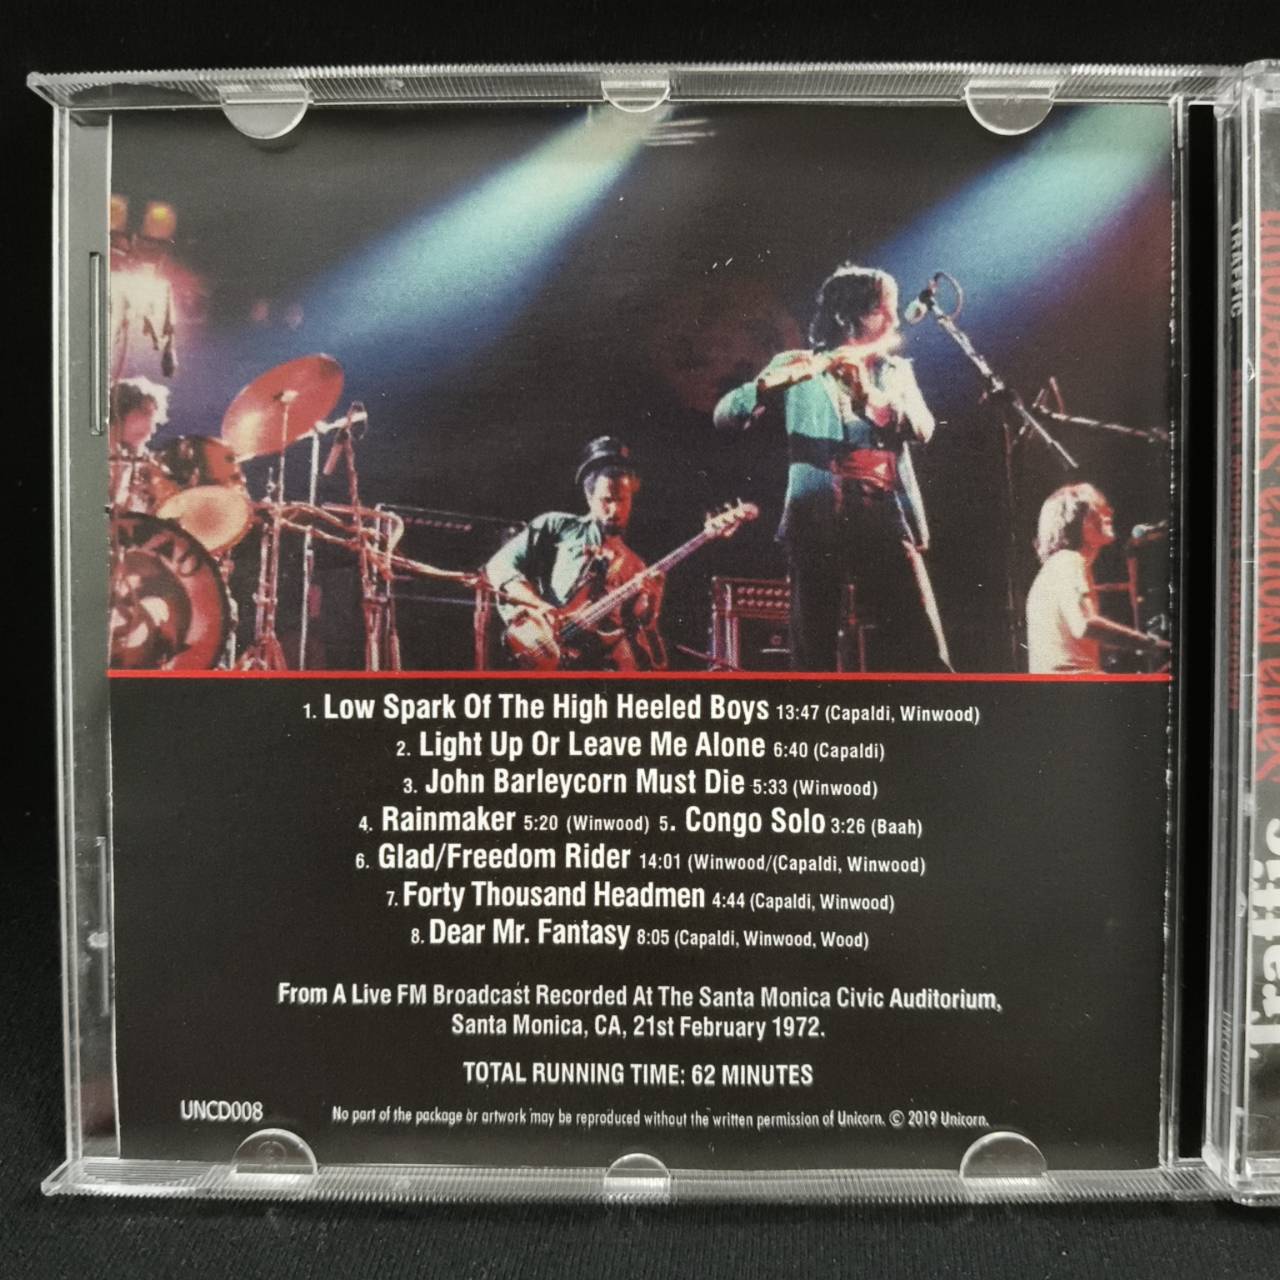 1. Low Spark Of The High Heeled Boys 13:47 (Capaldi, Winwood)
2. Light Up Or Leave Me Alone 6:40 (Capaldi)
3. John Barleycorn Must Die 5:33 (Winwood)
4. Rainmaker 5:20 (Winwood) 5. Congo Solo 3:26 (Baah)
6. Glad/Freedom Rider 14:01 (Winwood/(Capaldi, Winwood)
7. Forty Thousand Headmen 4:44 (Capaldi, Winwood)
8. Dear Mr. Fantasy 8:05 (Capaldi, Winwood, Wood)
From A Live FM Broadcast Recorded At The Santa Monica Civic Auditorium,
Santa Monica, CA, 21st February 1972.
TOTAL RUNNING TIME: 62 MINUTES
UNCD008
No part of the package or artwork may be reproduced without the written permission of Unicorn. © 2019 Unicorn.
TRAFFIC
Santa Monica
UNCD008